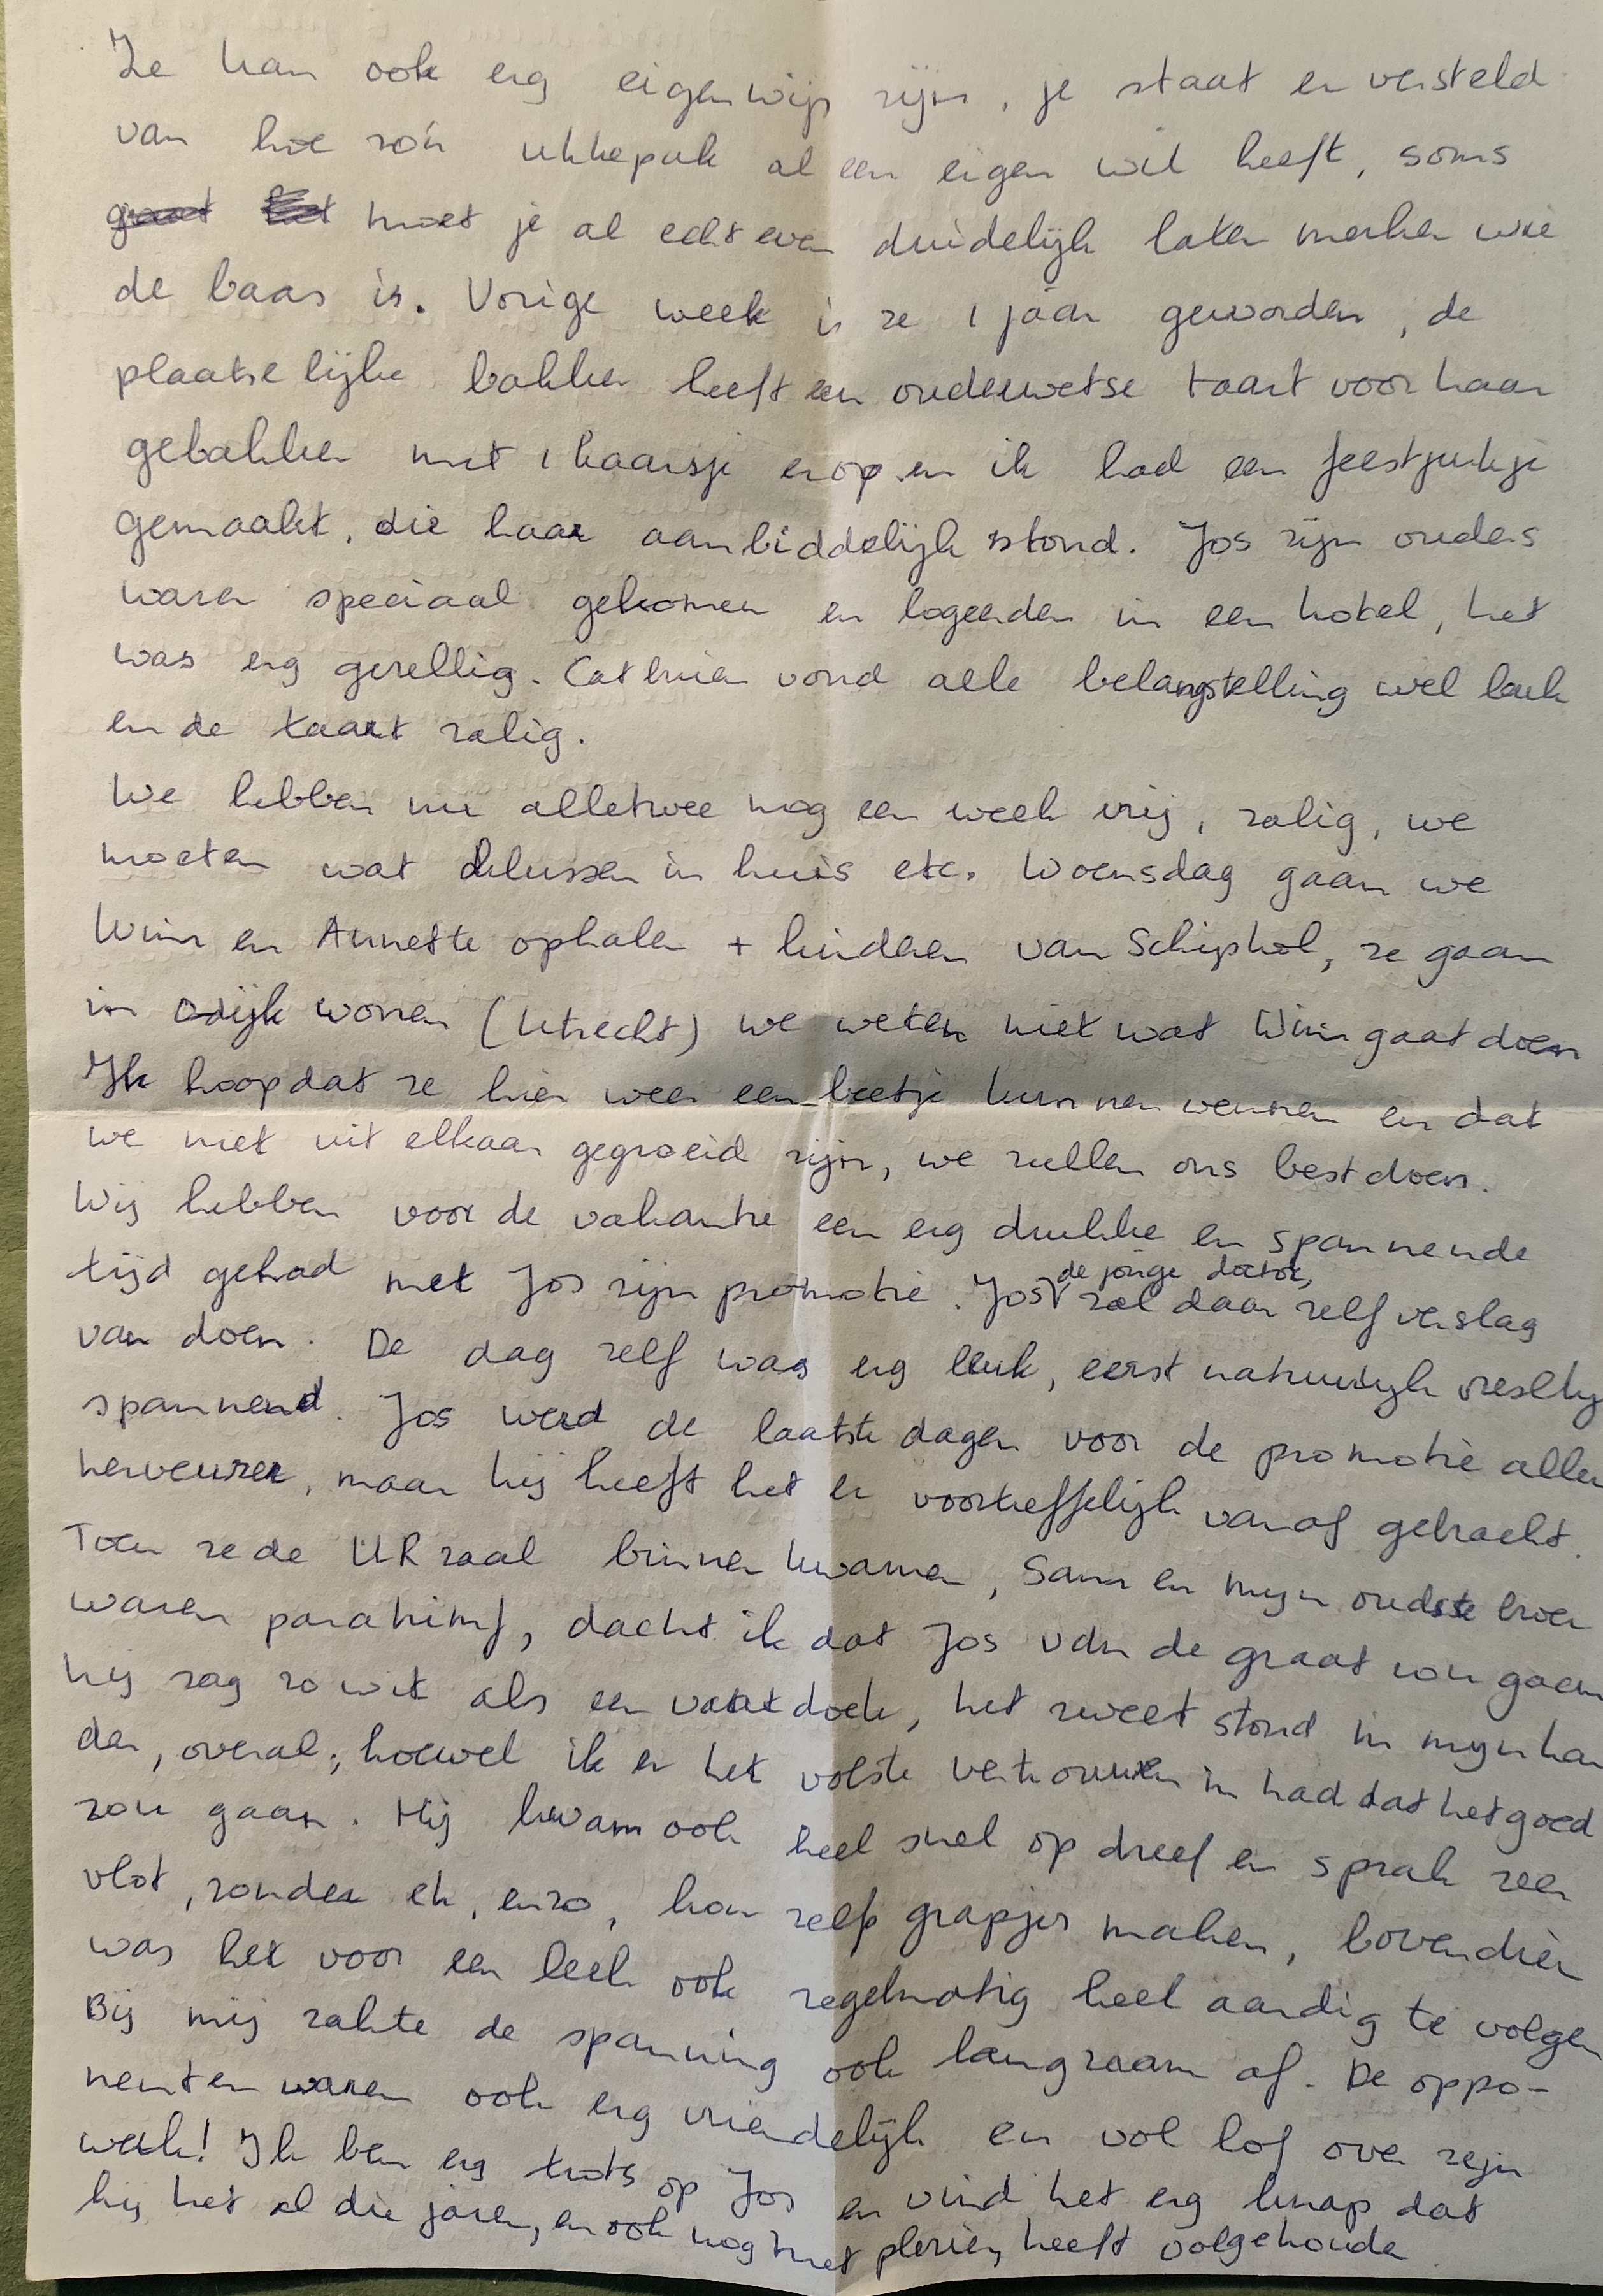 Ze kan ook erg eigenwijs zijn, je staat er versteld
van hoe zo'n ukkepuk al een eigen wil heeft, soms
moet je al echt even duidelijk laten merken wie
de baas is. Vorige week is ze 1 jaar geworden, de
plaatselijke bakker heeft een ouderwetse taart voor haar
gebakken met 1 kaarsje erop en ik had een feestjurkje
gemaakt, die haar aanbiddelijk stond. Jos zijn ouders
waren speciaal gekomen en logeerden in een hotel, het
was erg gezellig. Cathrien vond alle belangstelling wel leuk
en de taart zalig.
We hebben nu alletwee nog een week vrij, zalig, we
moeten wat klussen in huis etc. Woensdag gaan we
Wim en Annette ophalen + kinderen van Schiphol, ze gaan
in Odijk wonen (Utrecht) we weten niet wat Wim gaat doen
Ik hoop dat ze hier weer een beetje kunnen wennen en dat
we niet uit elkaar gegroeid zijn, we zullen ons best doen.
Wij hebben voor de vakantie een erg drukke en spannende
tijd gehad met Jos zijn promotie. Jos de jonge doctor, zal daar zelf verslag
van doen. De dag zelf was erg leuk, eerst natuurlijk vreselijk
spannend. Jos werd de laatste dagen voor de promotie aller
nerveuzer, maar hij heeft het er voortreffelijk vanaf gebracht.
Toen ze de UR zaal binnen kwamen, Sam en mijn oudste broer
waren paranimf, dacht ik dat Jos van de graat zou gaan
hij zag zo wit als een vaatdoek, het zweet stond in mijn han
den, overal, hoewel ik er het volste vertrouwen in had dat het goed
zou gaan. Hij kwam ook heel snel op dreef en sprak zeer
vlot, zonder eh, enzo, kon zelf grapjes maken, bovendien
was het voor een leek ook regelmatig heel aardig te volgen
Bij mij zakte de spanning ook langzaam af. De oppo-
nenten waren ook erg vriendelijk en vol lof over zijn
werk! Ik ben erg trots op Jos en vind het erg knap dat
hij het al die jaren, en ook nog met plezier, heeft volgehouden